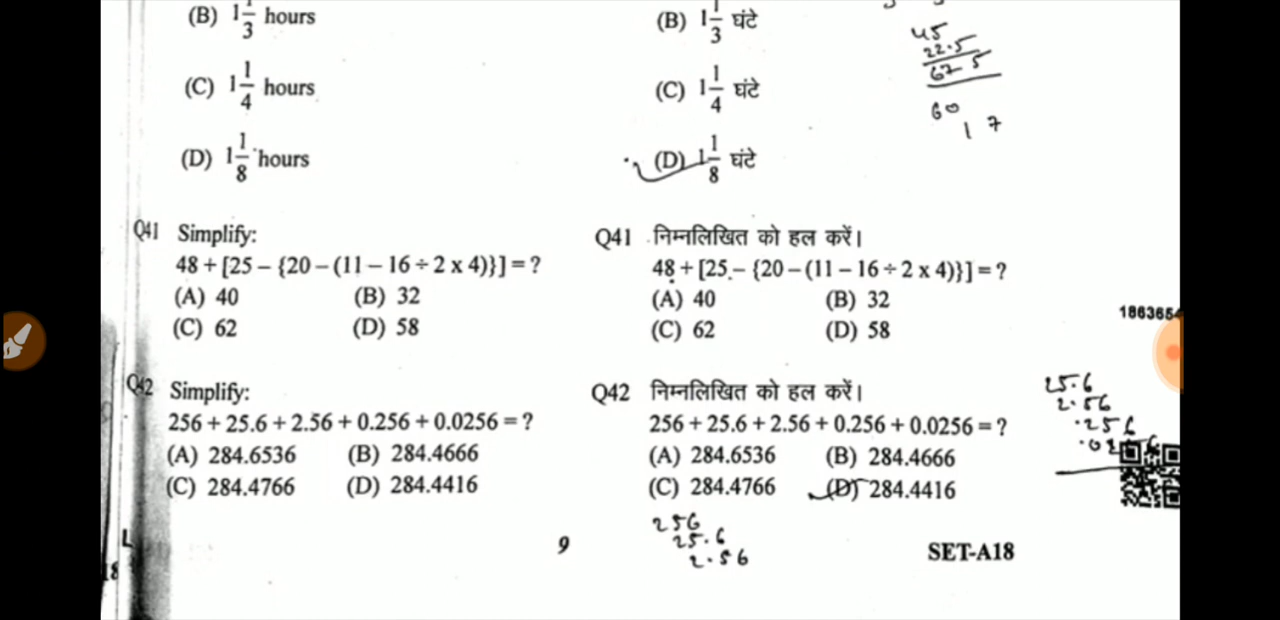 (B) 1 1/3 hours
(C) 1 1/4 hours
(D) 1 1/8 hours
Q41 Simplify:
48 + [25 – {20 – (11 – 16 ÷ 2 x 4)}] = ?
(A) 40 (B) 32
(C) 62 (D) 58
Q42 Simplify:
256 + 25.6 + 2.56 + 0.256 + 0.0256 = ?
(A) 284.6536 (B) 284.4666
(C) 284.4766 (D) 284.4416
(B) 1 1/3 घंटे
(C) 1 1/4 घंटे
(D) 1 1/8 घंटे
Q41 निम्नलिखित को हल करें।
48 + [25 – {20 – (11 – 16 ÷ 2 x 4)}] = ?
(A) 40 (B) 32
(C) 62 (D) 58
Q42 निम्नलिखित को हल करें।
256 + 25.6 + 2.56 + 0.256 + 0.0256 = ?
(A) 284.6536 (B) 284.4666
(C) 284.4766 (D) 284.4416
256
25.6
2.56
45
22.5
67 5
60
17
25.6
2.56
.256
9
SET-A18